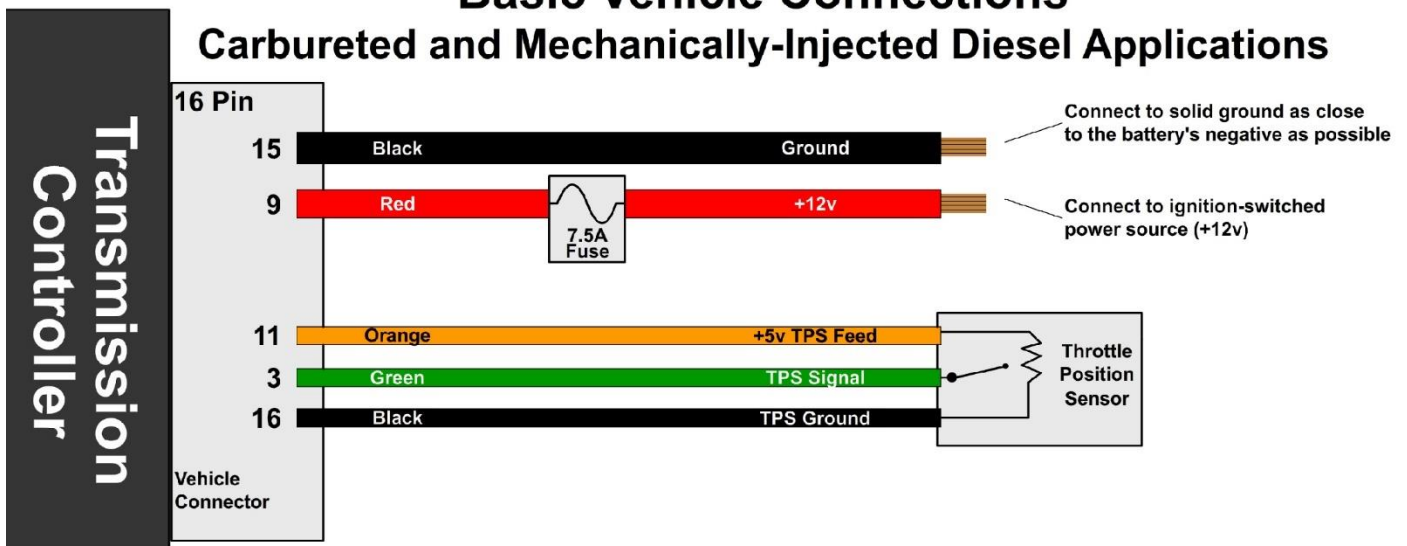 Basic Vehicle Connections
Carbureted and Mechanically-Injected Diesel Applications
Transmission
Controller
16 Pin
15 Black Ground
Connect to solid ground as close
to the battery's negative as possible
9 Red +12v
7.5A
Fuse
Connect to ignition-switched
power source (+12v)
11 Orange +5v TPS Feed
3 Green TPS Signal
16 Black TPS Ground
Throttle
Position
Sensor
Vehicle
Connector